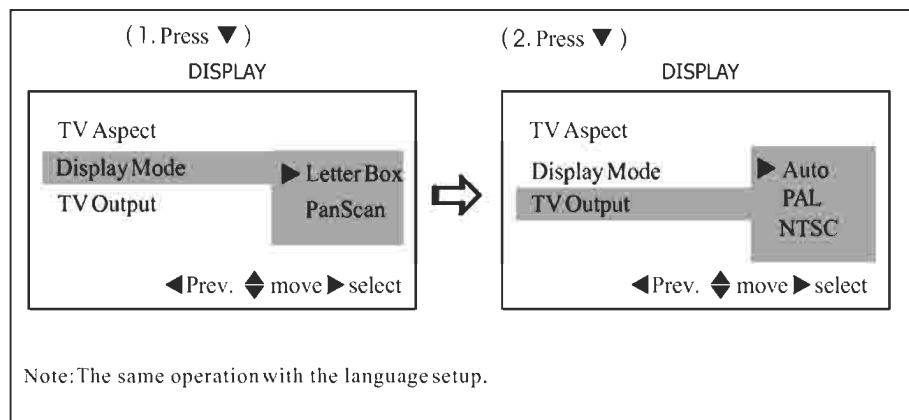 (1. Press ▼)
DISPLAY
TV Aspect
Display Mode ▶ Letter Box
TV Output PanScan
◀Prev. ◆ move ▶ select
(2. Press ▼)
DISPLAY
TV Aspect
Display Mode ▶ Auto
TV Output PAL
NTSC
◀Prev. ◆ move ▶ select
Note: The same operation with the language setup.